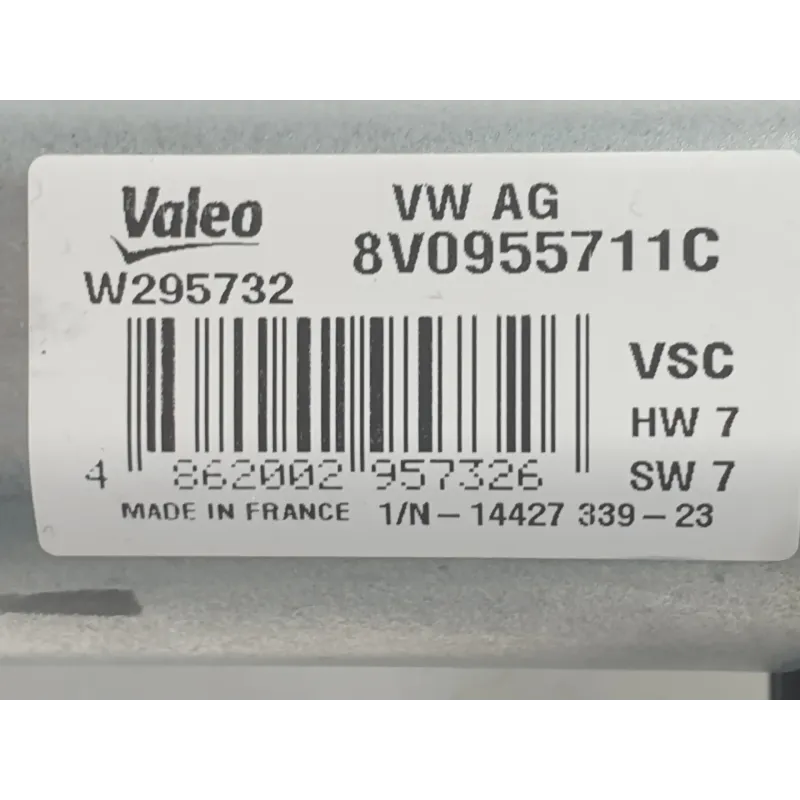 Valeo
VW AG
W295732
8V0955711C
VSC
HW 7
SW 7
4 862002 957326
MADE IN FRANCE 1/N-14427 339-23